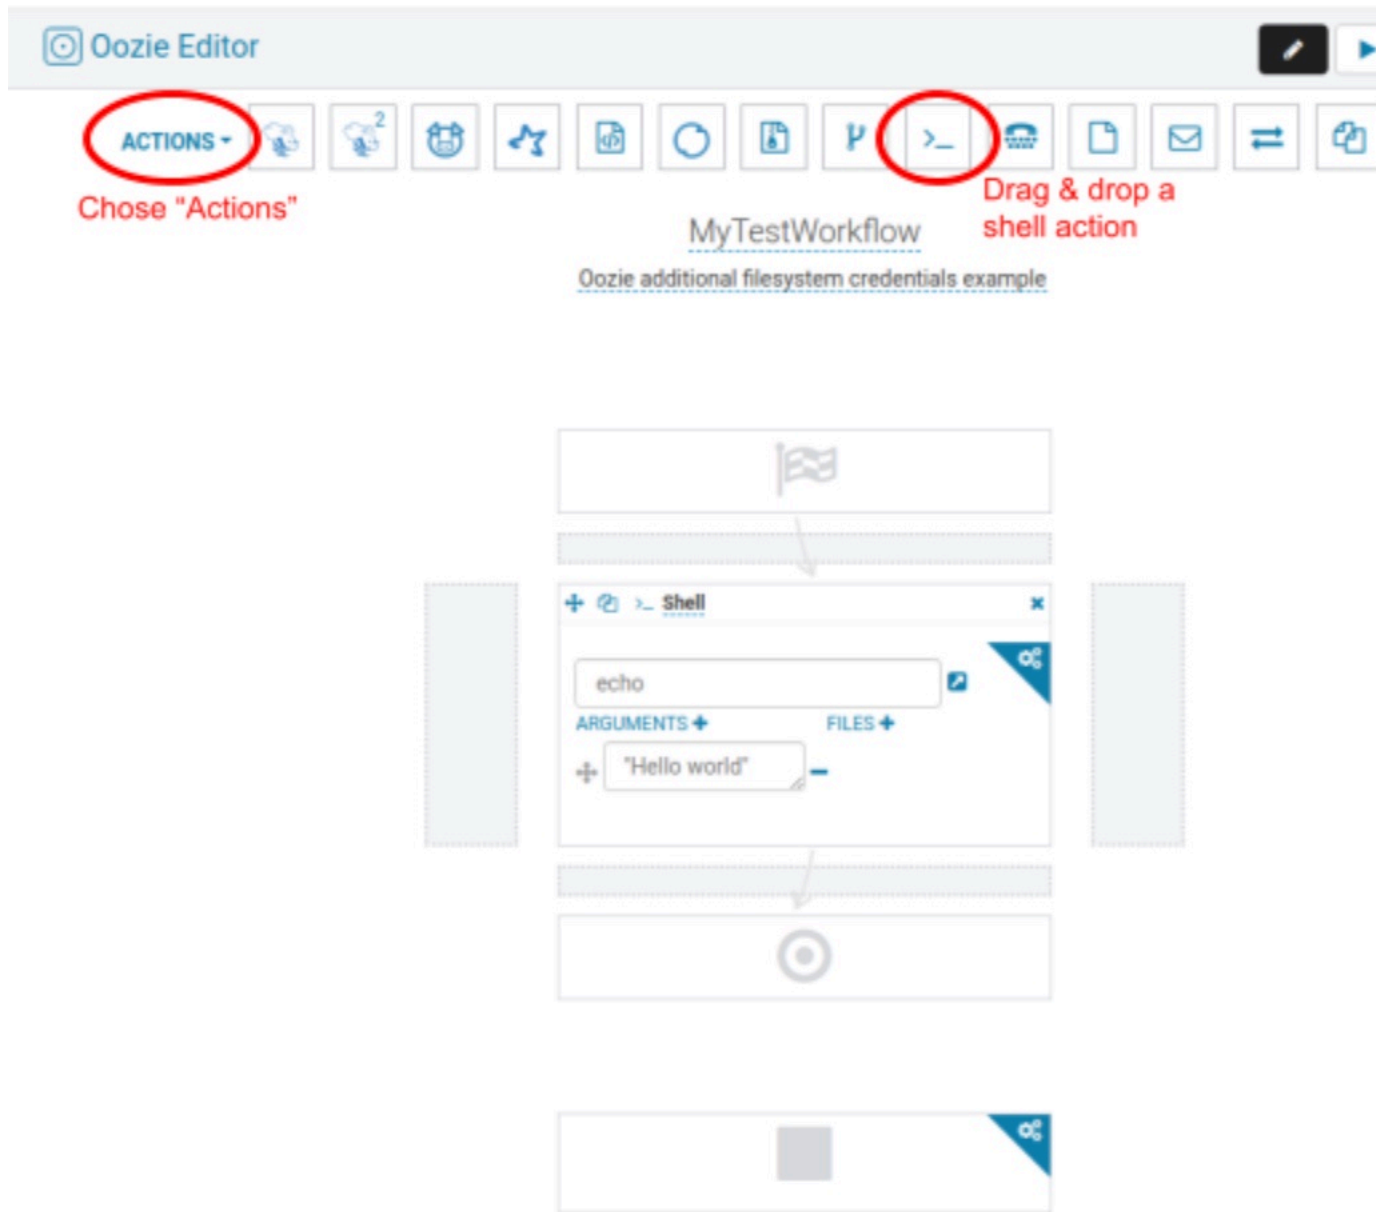 Oozie Editor
ACTIONS
2
Chose “Actions”
Drag & drop a
shell action
MyTestWorkflow
Oozie additional filesystem credentials example
>_ Shell
echo
ARGUMENTS + FILES +
"Hello world"